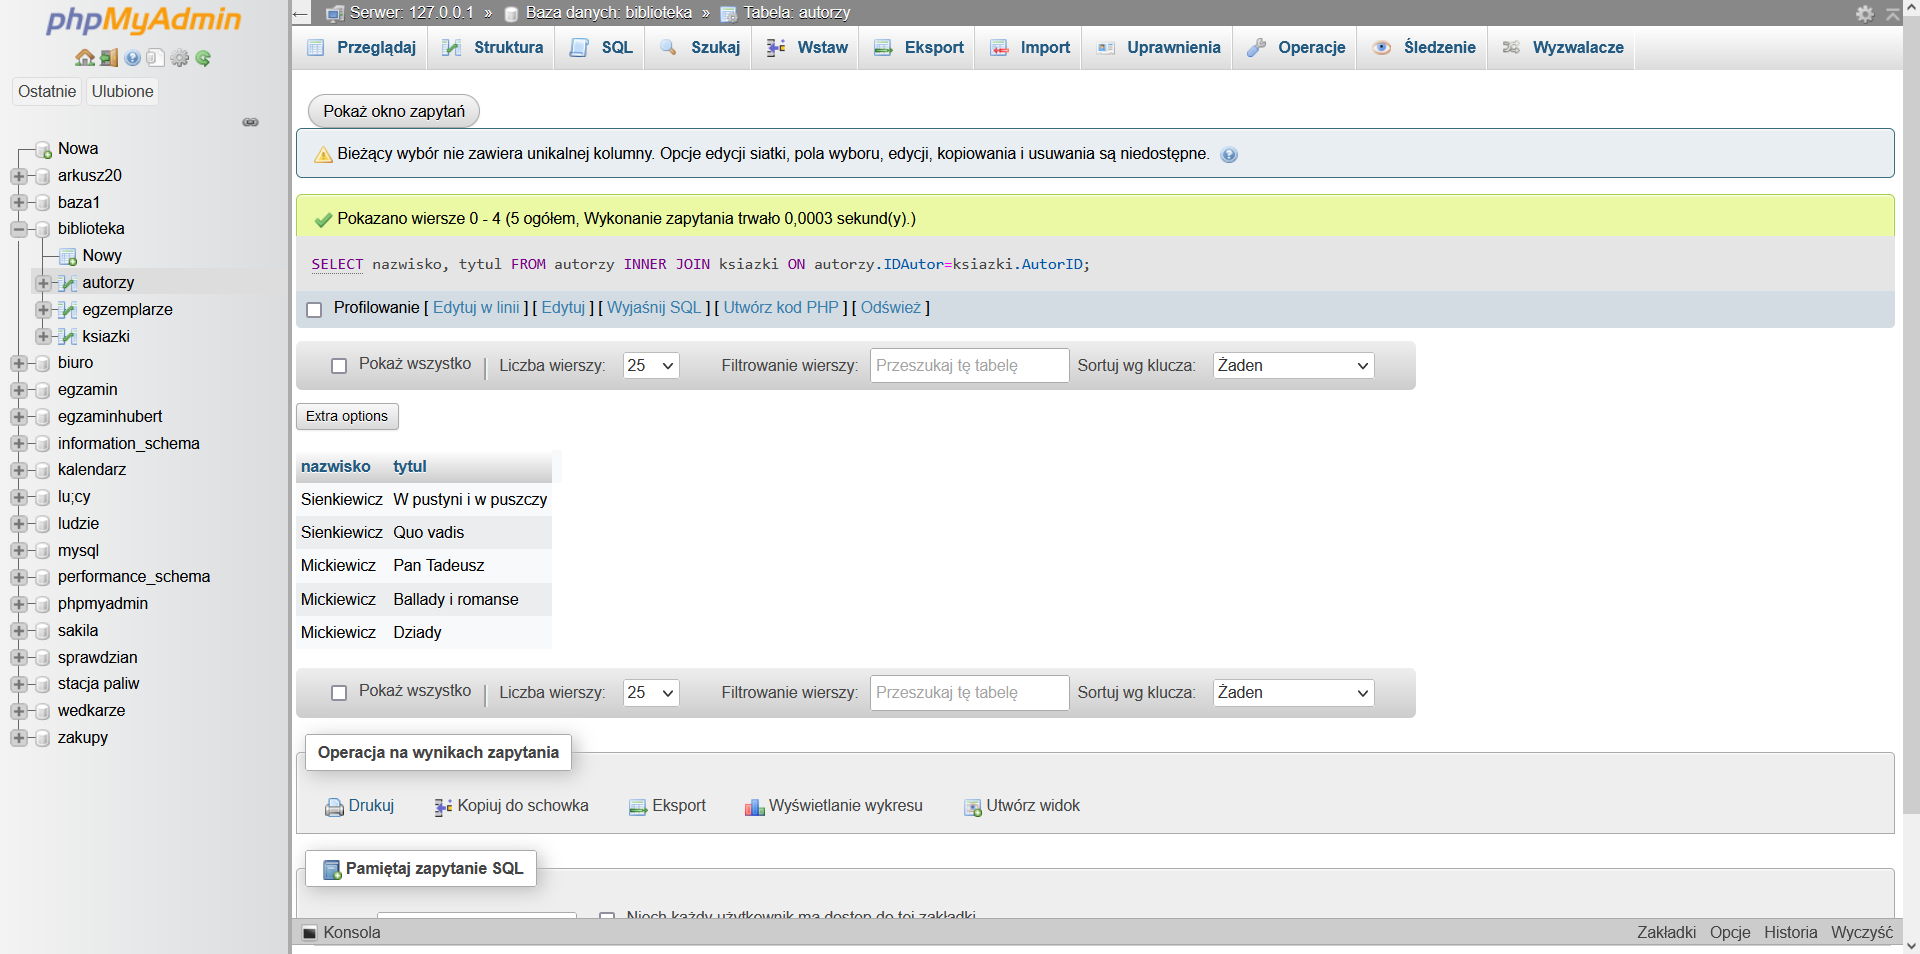 phpMyAdmin
Ostatnie
Ulubione
Nowa
arkusz20
baza1
biblioteka
Nowy
autorzy
egzemplarze
ksiazki
biuro
egzamin
egzaminhubert
information_schema
kalendarz
lu;cy
ludzie
mysql
performance_schema
phpmyadmin
sakila
sprawdzian
stacja paliw
wedkarze
zakupy
Serwer: 127.0.0.1 » Baza danych: biblioteka » Tabela: autorzy
Przeglądaj Struktura SQL Szukaj Wstaw Eksport Import Uprawnienia Operacje Śledzenie Wyzwalacze
Pokaż okno zapytań
Bieżący wybór nie zawiera unikalnej kolumny. Opcje edycji siatki, pola wyboru, edycji, kopiowania i usuwania są niedostępne.
Pokazano wiersze 0 - 4 (5 ogółem, Wykonanie zapytania trwało 0,0003 sekund(y).)
SELECT nazwisko, tytul FROM autorzy INNER JOIN ksiazki ON autorzy.IDAutor=ksiazki.AutorID;
Profilowanie [ Edytuj w linii ] [ Edytuj ] [ Wyjaśnij SQL ] [ Utwórz kod PHP ] [ Odśwież ]
Pokaż wszystko | Liczba wierszy: 25 Filtrowanie wierszy: Przeszukaj tę tabelę Sortuj wg klucza: Żaden
Extra options
nazwisko tytul
Sienkiewicz W pustyni i w puszczy
Sienkiewicz Quo vadis
Mickiewicz Pan Tadeusz
Mickiewicz Ballady i romanse
Mickiewicz Dziady
Pokaż wszystko | Liczba wierszy: 25 Filtrowanie wierszy: Przeszukaj tę tabelę Sortuj wg klucza: Żaden
Operacja na wynikach zapytania
Drukuj Kopiuj do schowka Eksport Wyświetlanie wykresu Utwórz widok
Pamiętaj zapytanie SQL
Niech każdy użytkownik ma dostęp do tej zakładki
Konsola Zakładki Opcje Historia Wyczyść